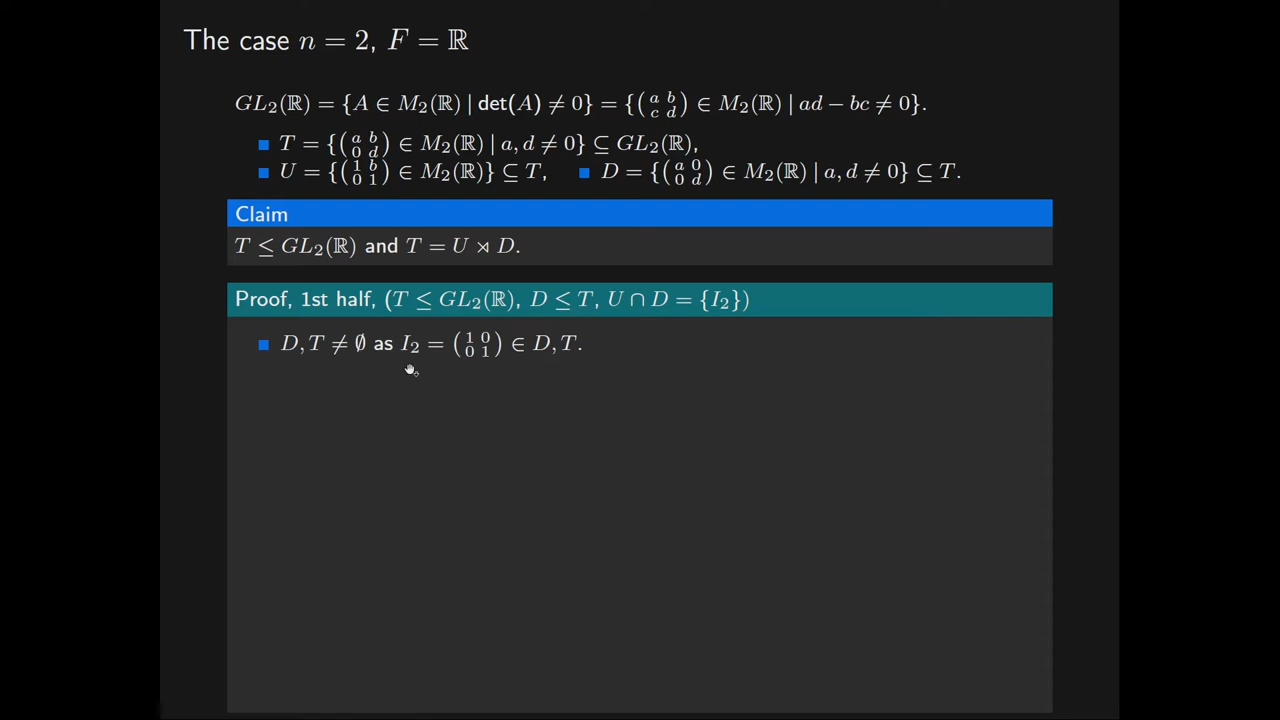 The case n = 2, F = ℝ
GL₂(ℝ) = {A ∈ M₂(ℝ) | det(A) ≠ 0} = {(a b; c d) ∈ M₂(ℝ) | ad − bc ≠ 0}.
T = {(a b; 0 d) ∈ M₂(ℝ) | a, d ≠ 0} ⊆ GL₂(ℝ),
U = {(1 b; 0 1) ∈ M₂(ℝ)} ⊆ T, D = {(a 0; 0 d) ∈ M₂(ℝ) | a, d ≠ 0} ⊆ T.
Claim
T ≤ GL₂(ℝ) and T = U ⋊ D.
Proof, 1st half, (T ≤ GL₂(ℝ), D ≤ T, U ∩ D = {I₂})
D, T ≠ ∅ as I₂ = (1 0; 0 1) ∈ D, T.